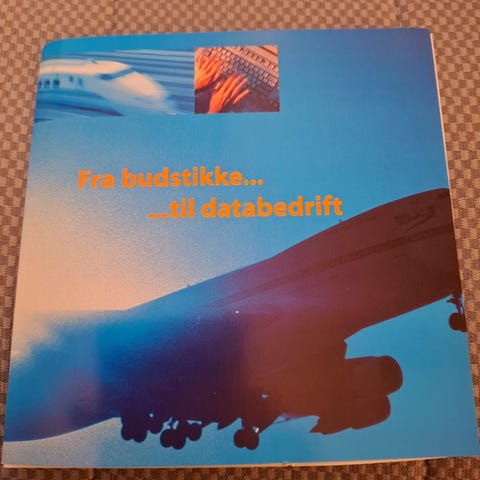 Fra budstikke...
...til databedrift